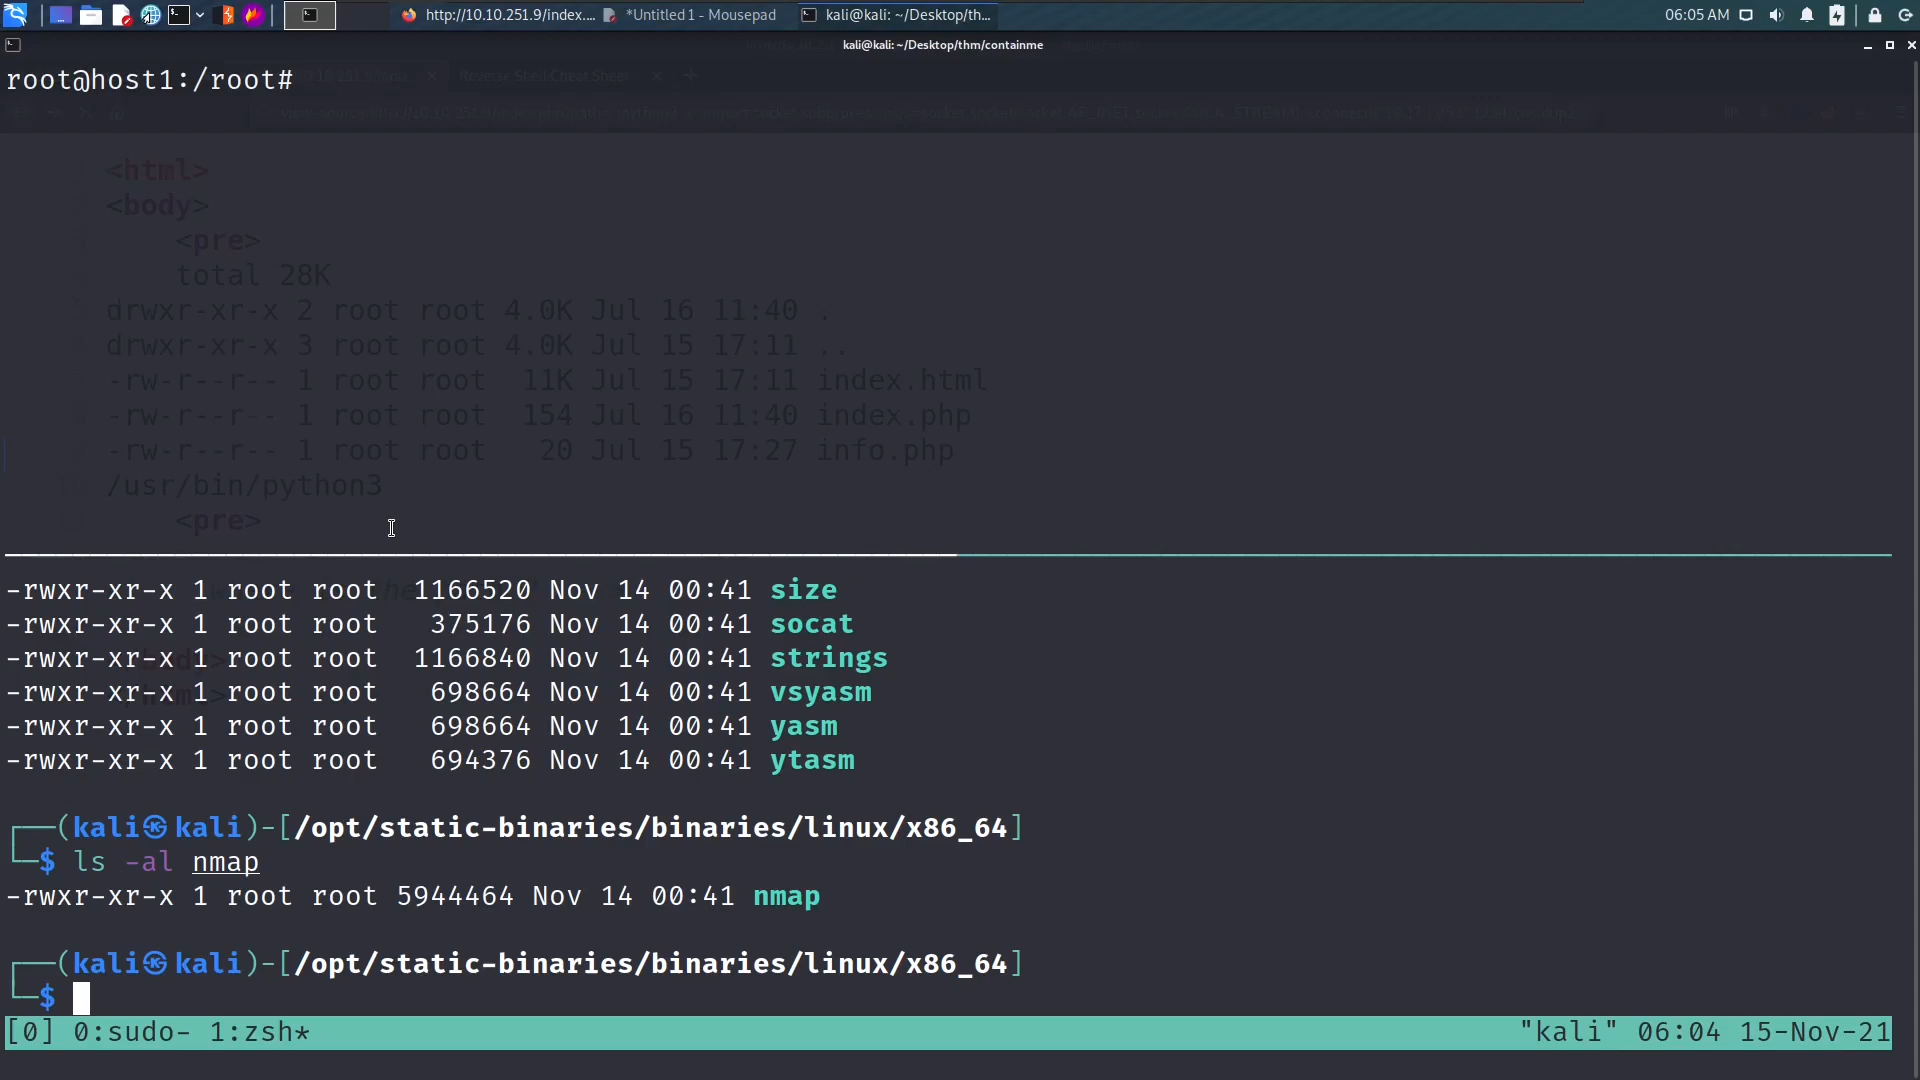 http://10.10.251.9/index....
*Untitled 1 - Mousepad
kali@kali: ~/Desktop/th...
06:05 AM
kali@kali: ~/Desktop/thm/containme
Reverse Shell Cheat Sheet
root@host1:/root#
<html>
<body>
<pre>
total 28K
drwxr-xr-x 2 root root 4.0K Jul 16 11:40 .
drwxr-xr-x 3 root root 4.0K Jul 15 17:11 ..
-rw-r--r-- 1 root root 11K Jul 15 17:11 index.html
-rw-r--r-- 1 root root 154 Jul 16 11:40 index.php
-rw-r--r-- 1 root root 20 Jul 15 17:27 info.php
/usr/bin/python3
<pre>
-rwxr-xr-x 1 root root 1166520 Nov 14 00:41 size
-rwxr-xr-x 1 root root 375176 Nov 14 00:41 socat
-rwxr-xr-x 1 root root 1166840 Nov 14 00:41 strings
-rwxr-xr-x 1 root root 698664 Nov 14 00:41 vsyasm
-rwxr-xr-x 1 root root 698664 Nov 14 00:41 yasm
-rwxr-xr-x 1 root root 694376 Nov 14 00:41 ytasm
┌──(kali㉿kali)-[/opt/static-binaries/binaries/linux/x86_64]
└─$ ls -al nmap
-rwxr-xr-x 1 root root 5944464 Nov 14 00:41 nmap
┌──(kali㉿kali)-[/opt/static-binaries/binaries/linux/x86_64]
└─$
[0] 0:sudo- 1:zsh*
"kali" 06:04 15-Nov-21